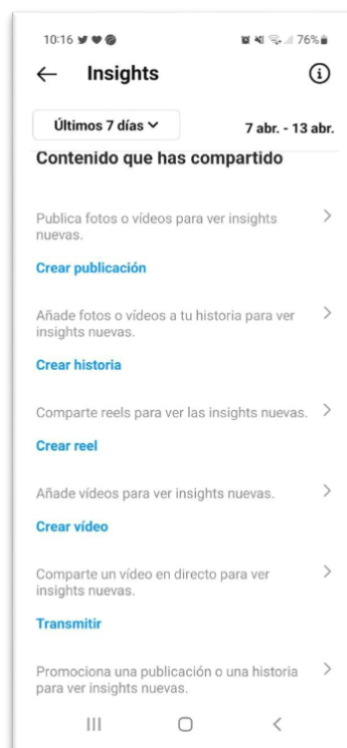 10:16 76%
Insights
Últimos 7 días 7 abr. - 13 abr.
Contenido que has compartido
Publica fotos o vídeos para ver insights
nuevas.
Crear publicación
Añade fotos o vídeos a tu historia para ver
insights nuevas.
Crear historia
Comparte reels para ver las insights nuevas.
Crear reel
Añade vídeos para ver insights nuevas.
Crear vídeo
Comparte un vídeo en directo para ver
insights nuevas.
Transmitir
Promociona una publicación o una historia
para ver insights nuevas.